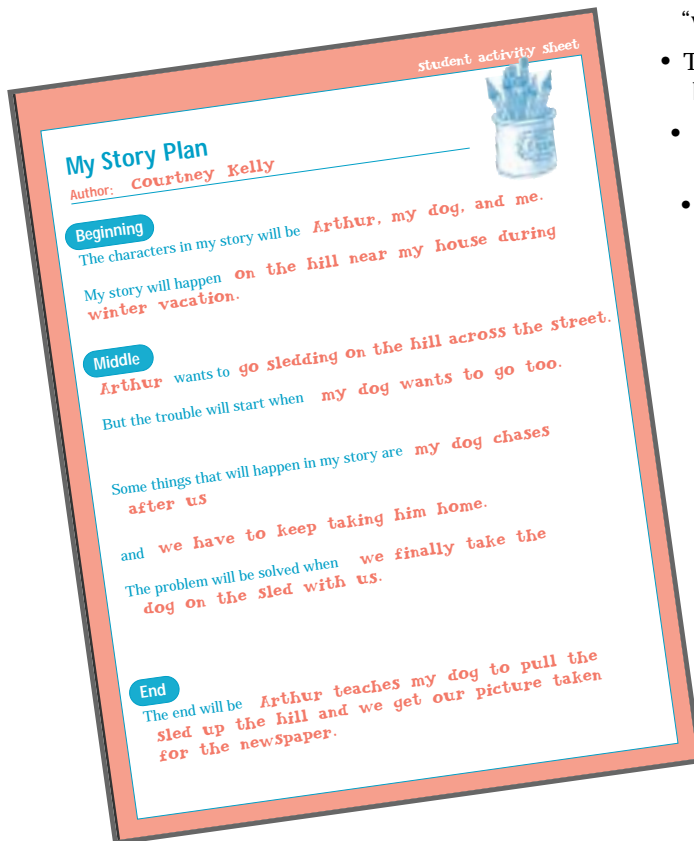 student activity sheet
My Story Plan
Author: Courtney Kelly
Beginning
The characters in my story will be Arthur, my dog, and me.
My story will happen on the hill near my house during
winter vacation.
Middle
Arthur wants to go sledding on the hill across the street.
But the trouble will start when my dog wants to go too.
Some things that will happen in my story are my dog chases
after us
and we have to keep taking him home.
The problem will be solved when we finally take the
dog on the sled with us.
End
The end will be Arthur teaches my dog to pull the
sled up the hill and we get our picture taken
for the newspaper.